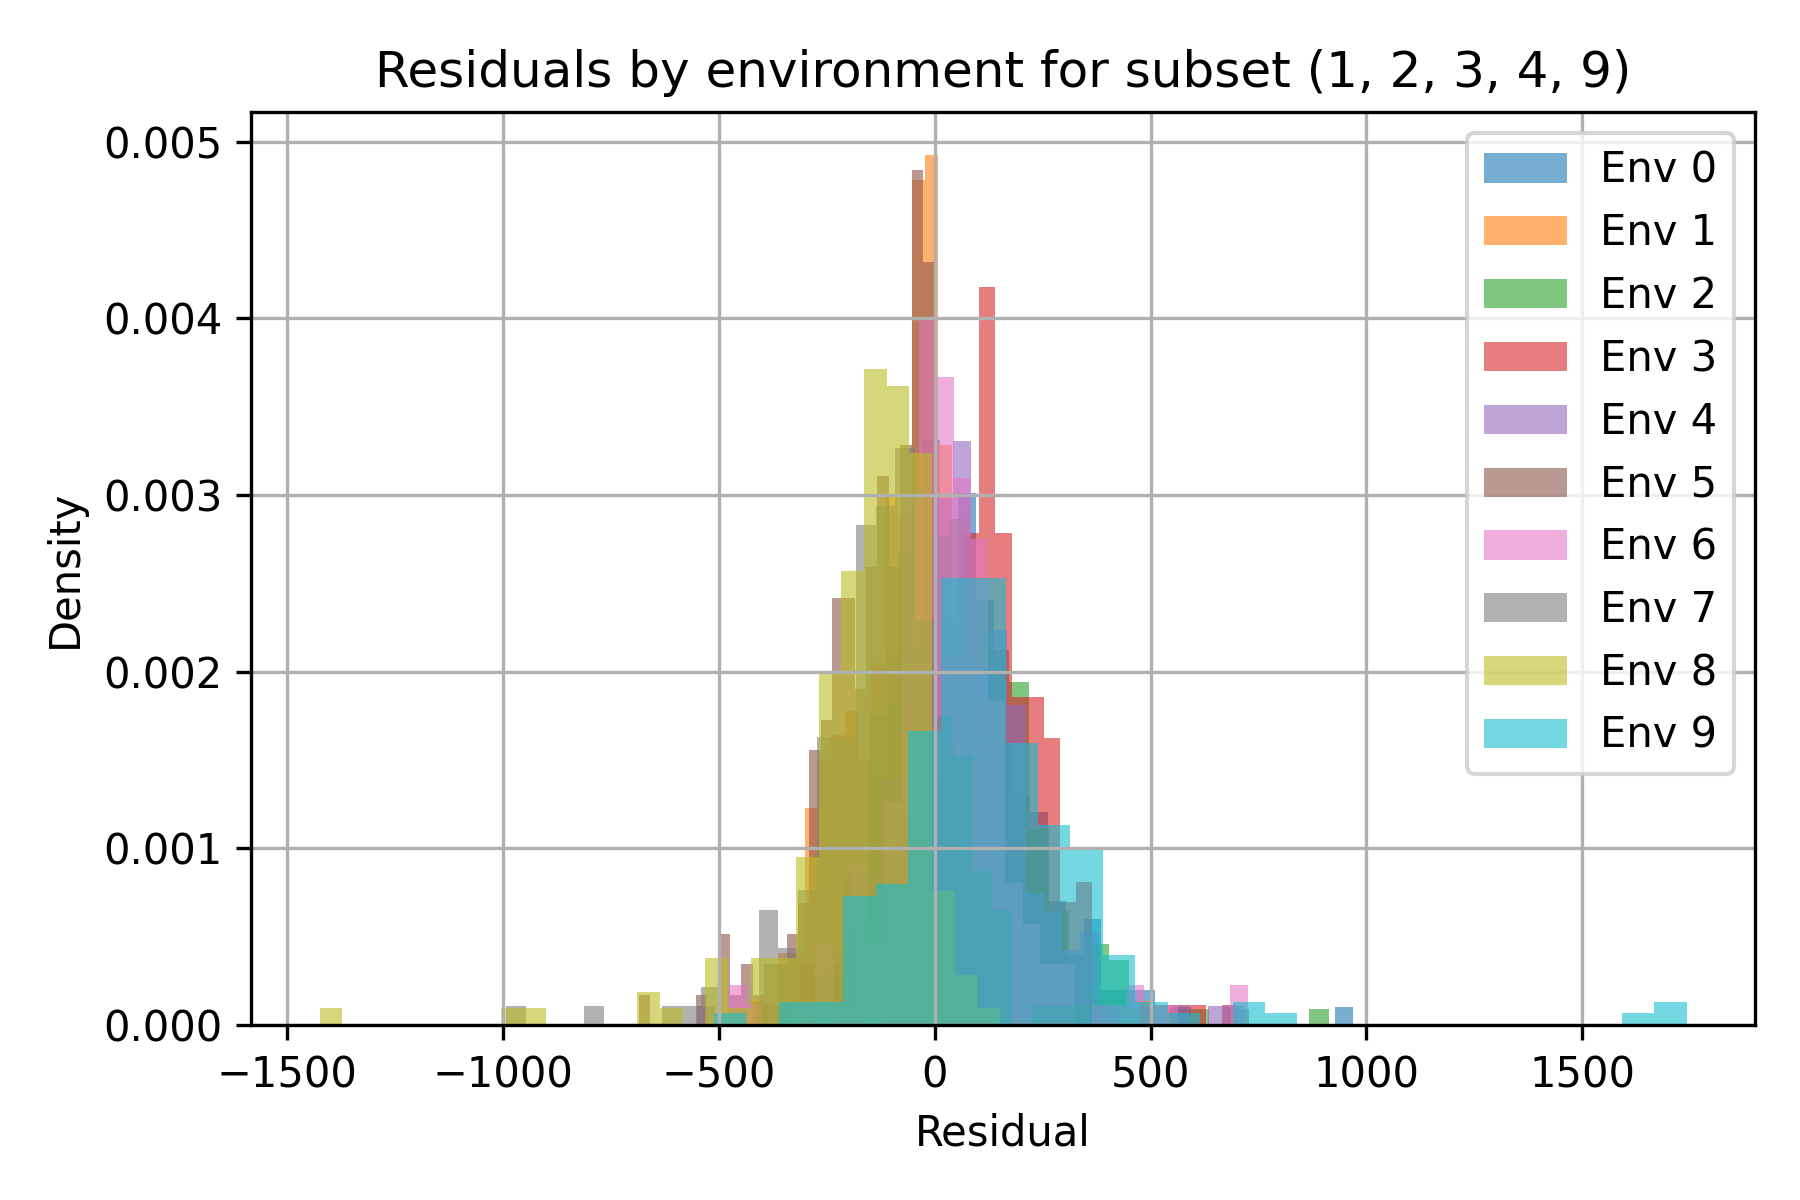 Residuals by environment for subset (1, 2, 3, 4, 9)
0.005
0.004
0.003
0.002
0.001
0.000
Density
−1500
−1000
−500
0
500
1000
1500
Residual
Env 0
Env 1
Env 2
Env 3
Env 4
Env 5
Env 6
Env 7
Env 8
Env 9